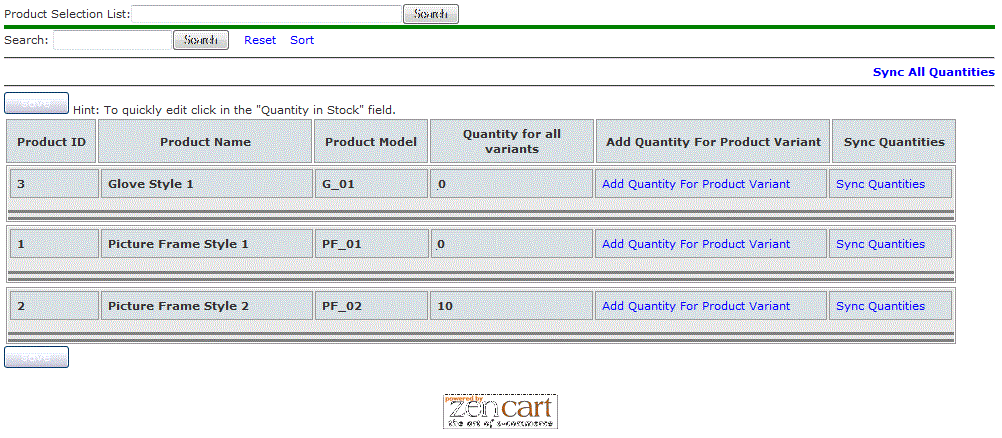 Product Selection List: Search
Search: Search Reset Sort
Sync All Quantities
Save Hint: To quickly edit click in the "Quantity in Stock" field.
Product ID Product Name Product Model Quantity for all variants Add Quantity For Product Variant Sync Quantities
3 Glove Style 1 G_01 0 Add Quantity For Product Variant Sync Quantities
1 Picture Frame Style 1 PF_01 0 Add Quantity For Product Variant Sync Quantities
2 Picture Frame Style 2 PF_02 10 Add Quantity For Product Variant Sync Quantities
Save
powered by
zen cart
the art of e-commerce